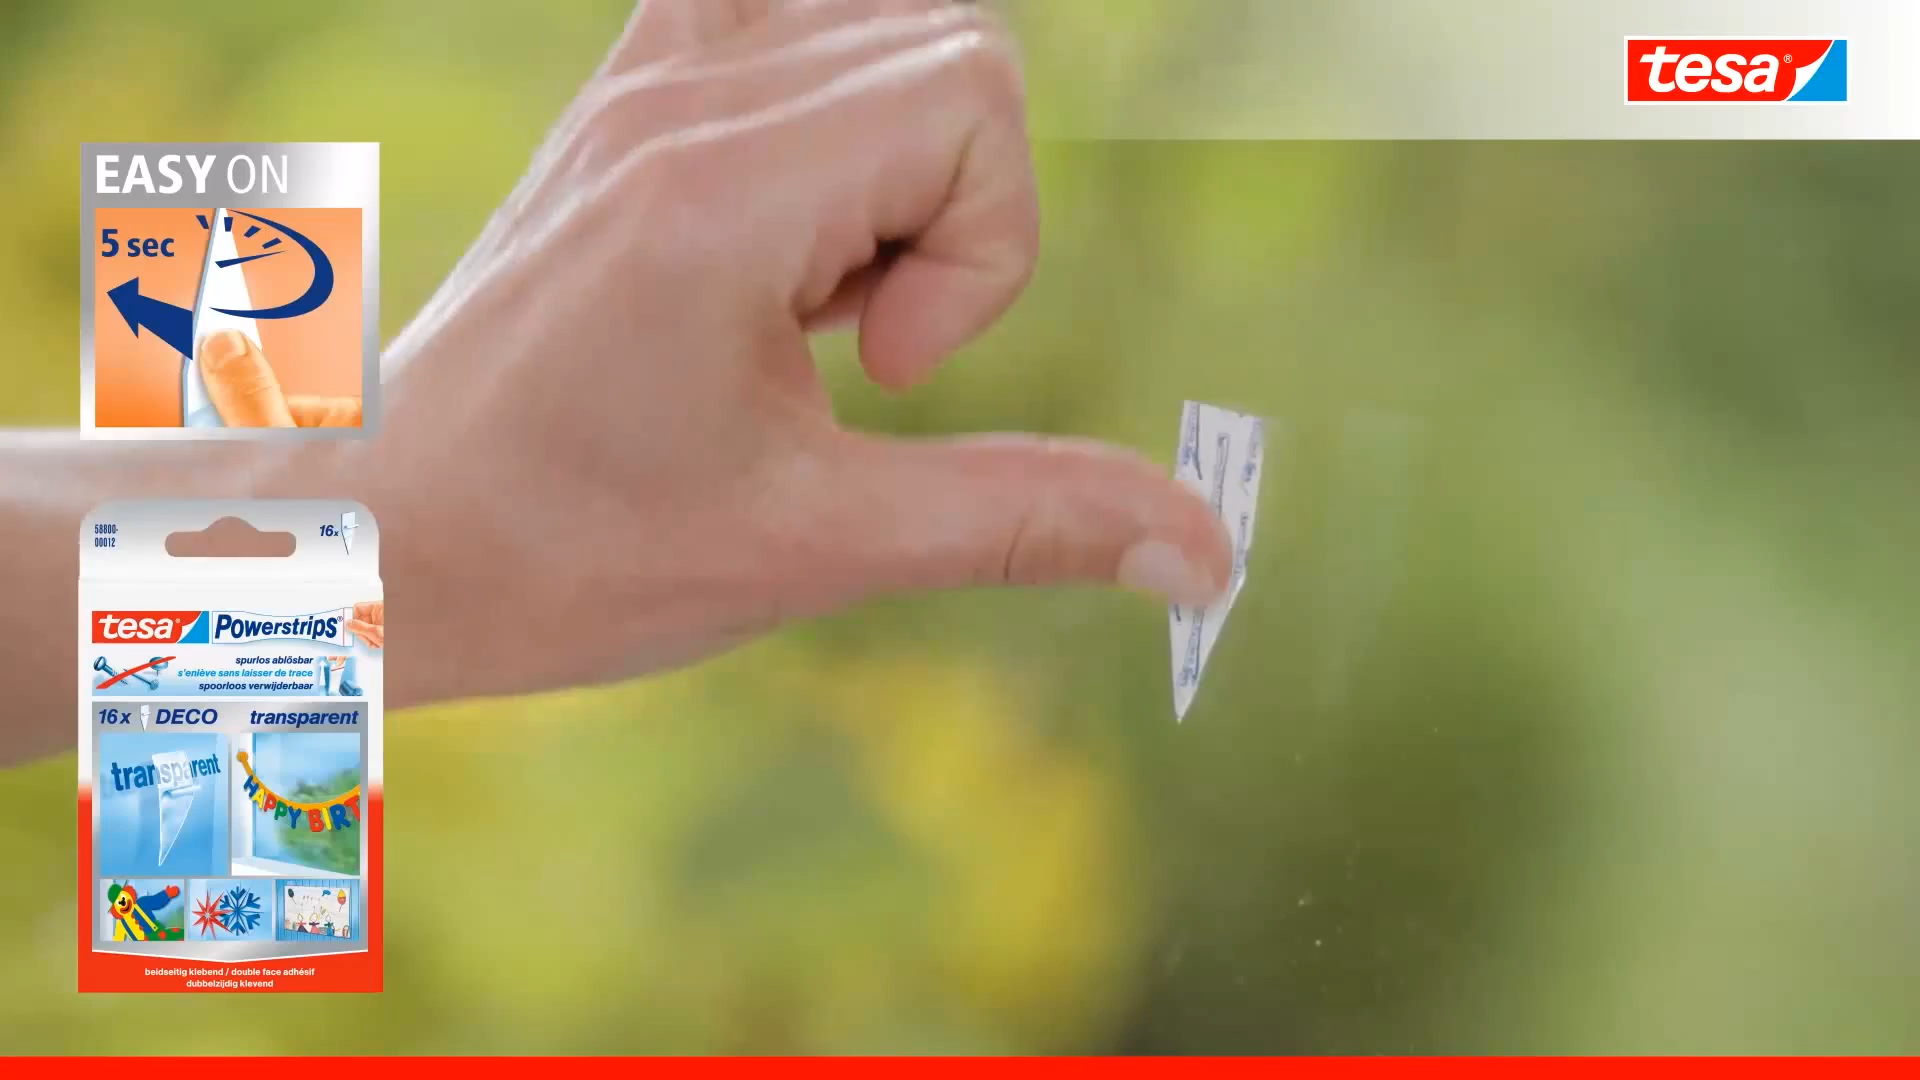 tesa®
EASY ON
5 sec
58800-
00012
16x
tesa® Powerstrips®
spurlos ablösbar
s'enlève sans laisser de trace
spoorloos verwijderbaar
16x DECO transparent
transparent
HAPPY BIRT
beidseitig klebend / double face adhésif
dubbelzijdig klevend